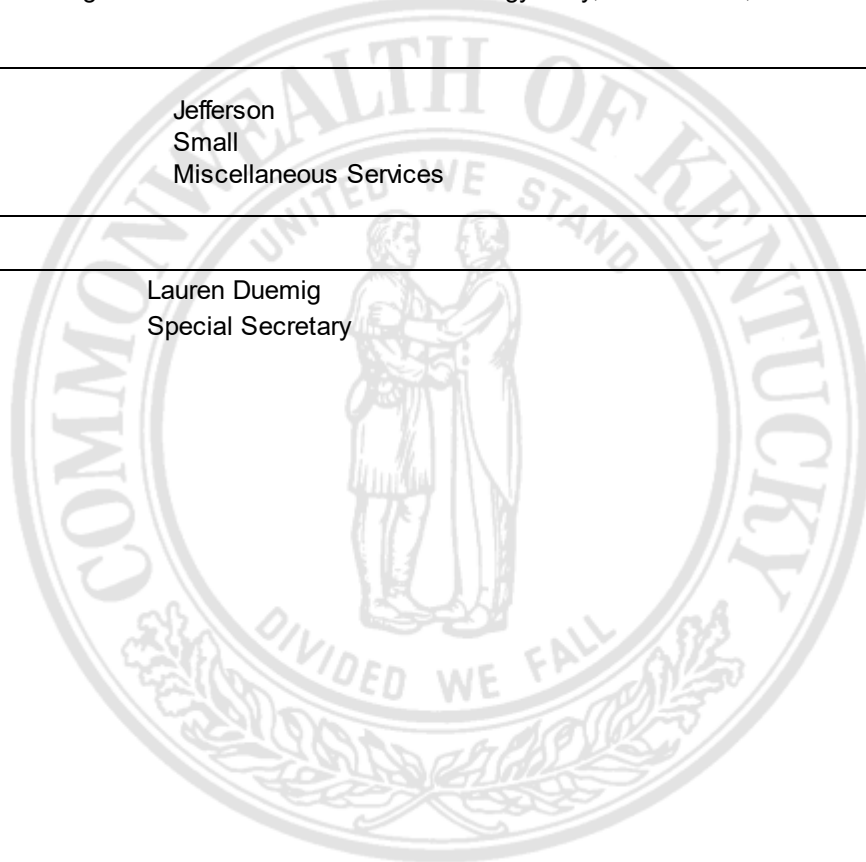 Jefferson
Small
Miscellaneous Services
Lauren Duemig
Special Secretary
COMMONWEALTH OF KENTUCKY
UNITED WE STAND
DIVIDED WE FALL